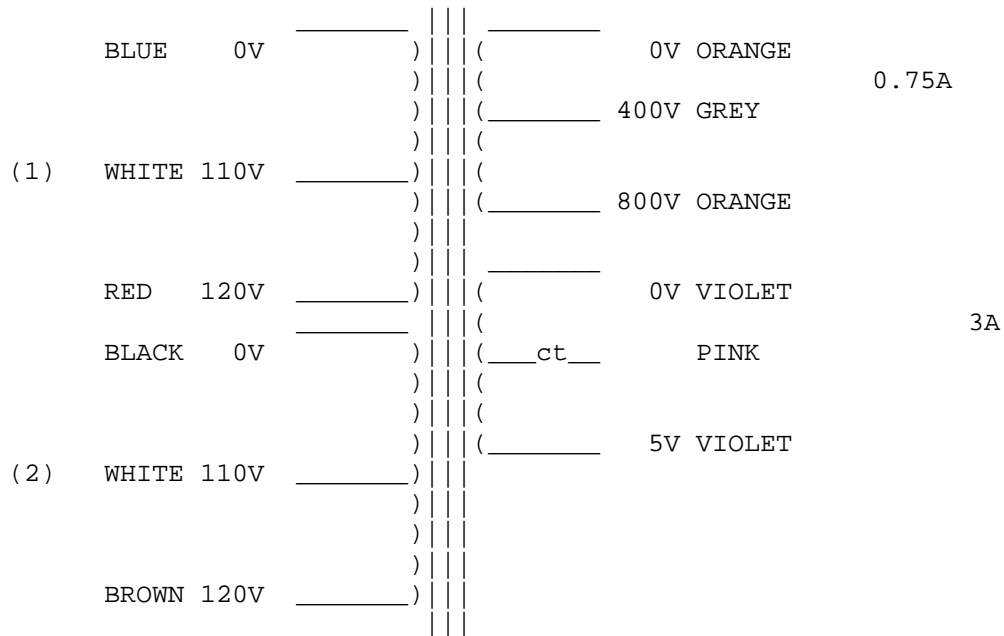 BLUE 0V 0V ORANGE
0.75A
400V GREY
(1) WHITE 110V
800V ORANGE
RED 120V 0V VIOLET
3A
BLACK 0V ct PINK
5V VIOLET
(2) WHITE 110V
BROWN 120V